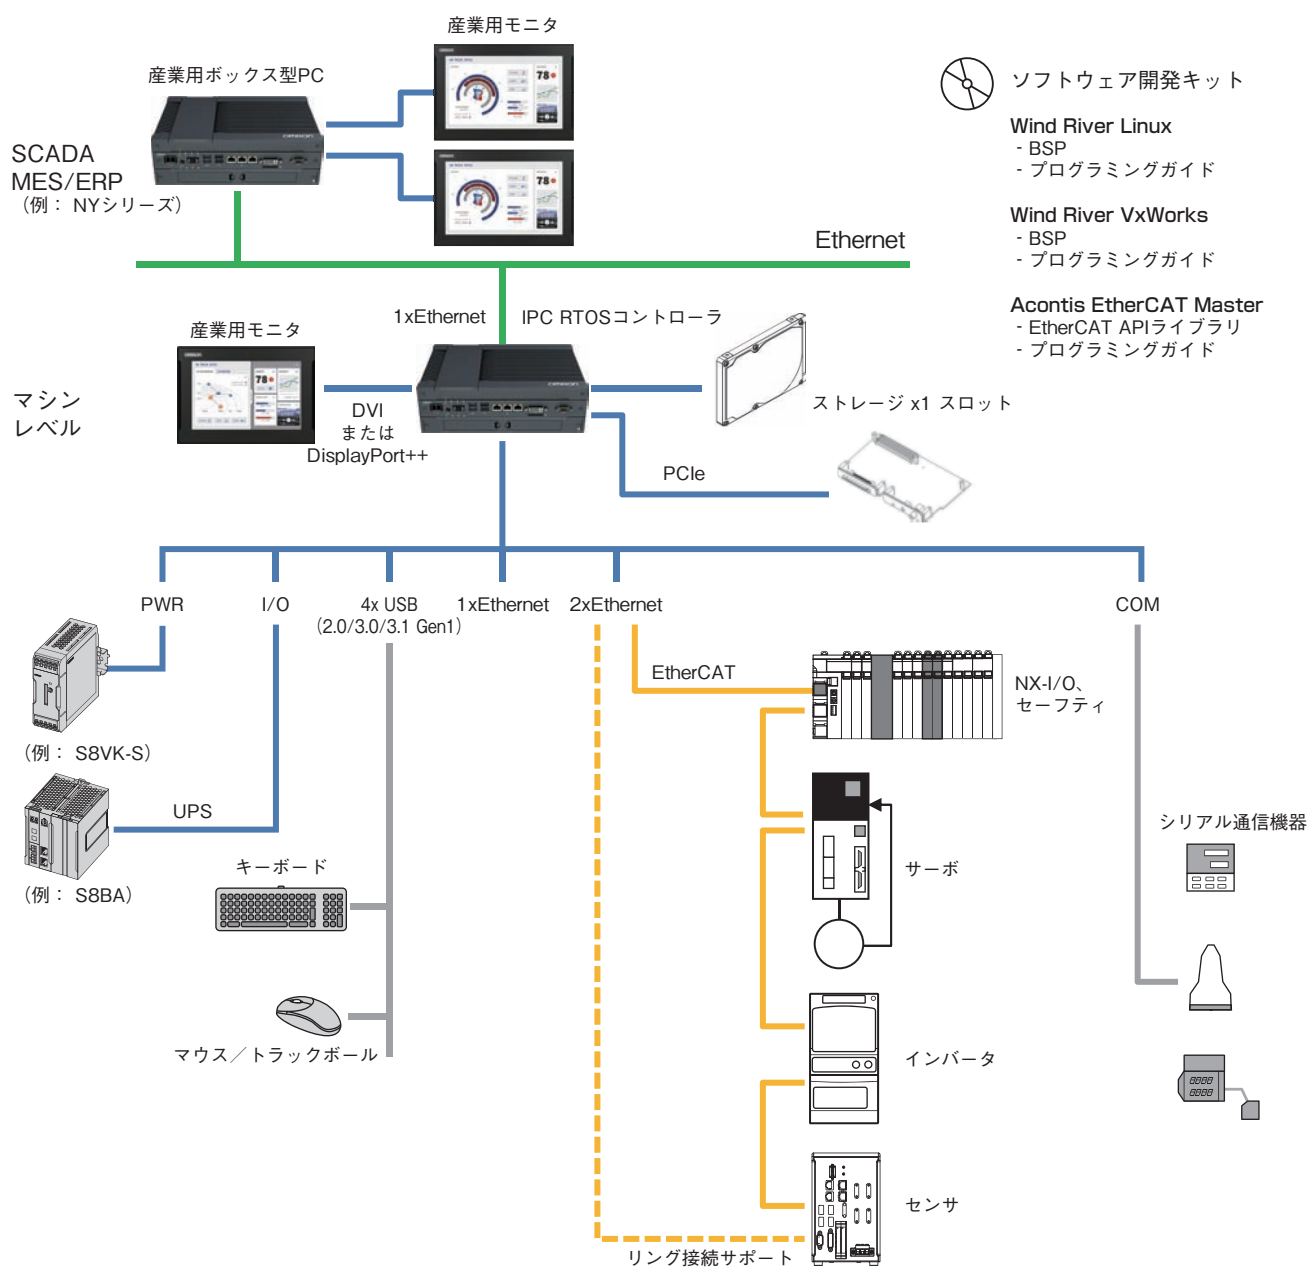 産業用モニタ
産業用ボックス型PC
SCADA
MES/ERP
（例： NYシリーズ）
Ethernet
ソフトウェア開発キット
Wind River Linux
- BSP
- プログラミングガイド
Wind River VxWorks
- BSP
- プログラミングガイド
Acontis EtherCAT Master
- EtherCAT APIライブラリ
- プログラミングガイド
産業用モニタ
1xEthernet
IPC RTOSコントローラ
マシン
レベル
DVI
または
DisplayPort++
ストレージ x1 スロット
PCIe
PWR
I/O
4x USB
（2.0/3.0/3.1 Gen1）
1xEthernet
2xEthernet
COM
EtherCAT
NX-I/O、
セーフティ
（例： S8VK-S）
UPS
（例： S8BA）
キーボード
マウス／トラックボール
サーボ
インバータ
センサ
リング接続サポート
シリアル通信機器